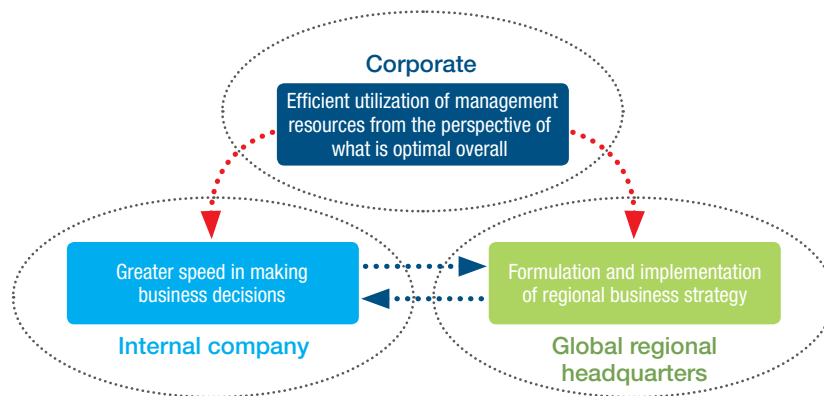 Corporate
Efficient utilization of management
resources from the perspective of
what is optimal overall
Greater speed in making
business decisions
Internal company
Formulation and implementation
of regional business strategy
Global regional
headquarters